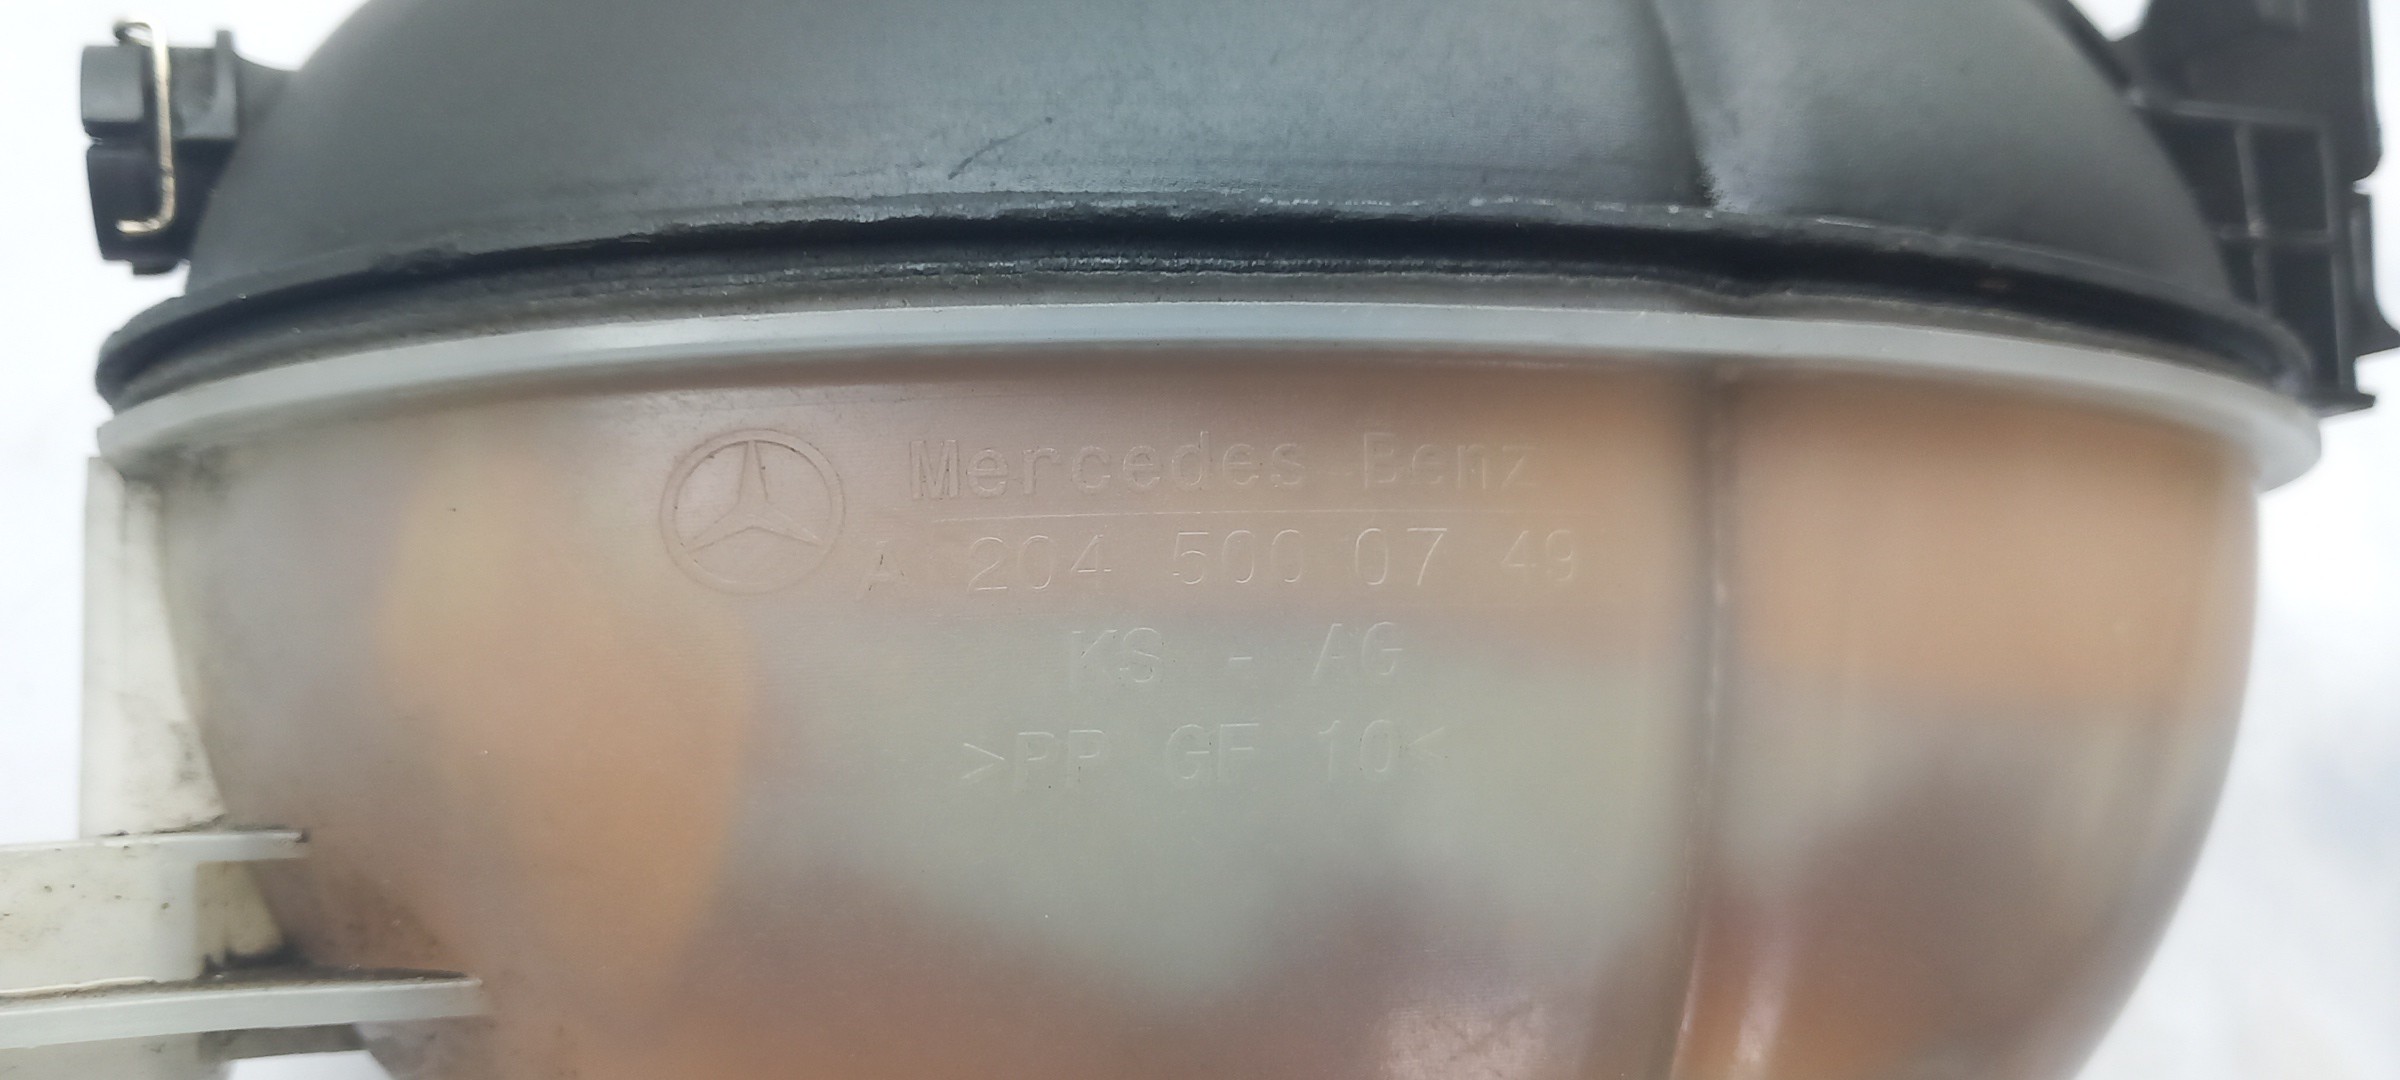 Mercedes-Benz
A 204 500 07 49
KS - AG
>PP GF 10<